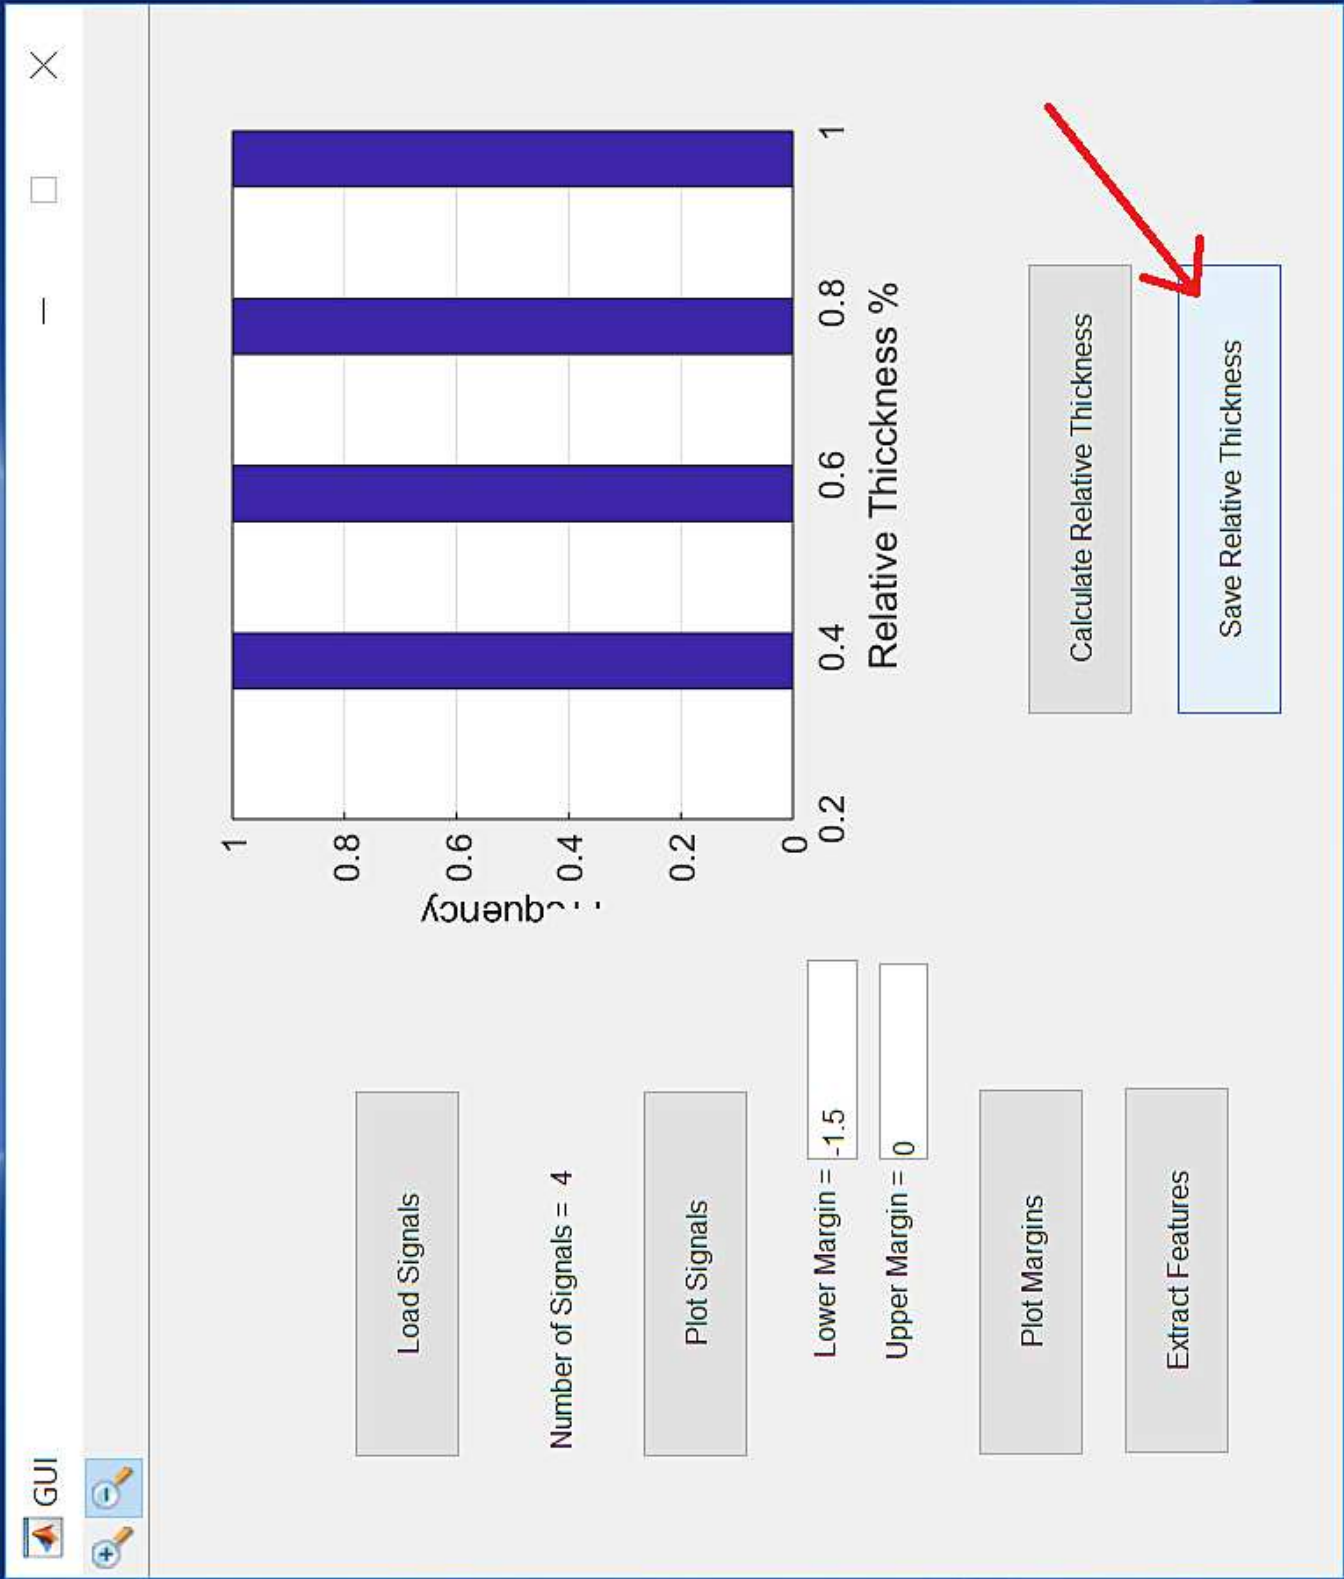 GUI
Load Signals
Number of Signals = 4
Plot Signals
Lower Margin = -1.5
Upper Margin = 0
Plot Margins
Extract Features
1
0.8
0.6
0.4
0.2
0
0.2 0.4 0.6 0.8 1
Relative Thiccknes %
Calculate Relative Thickness
Save Relative Thickness